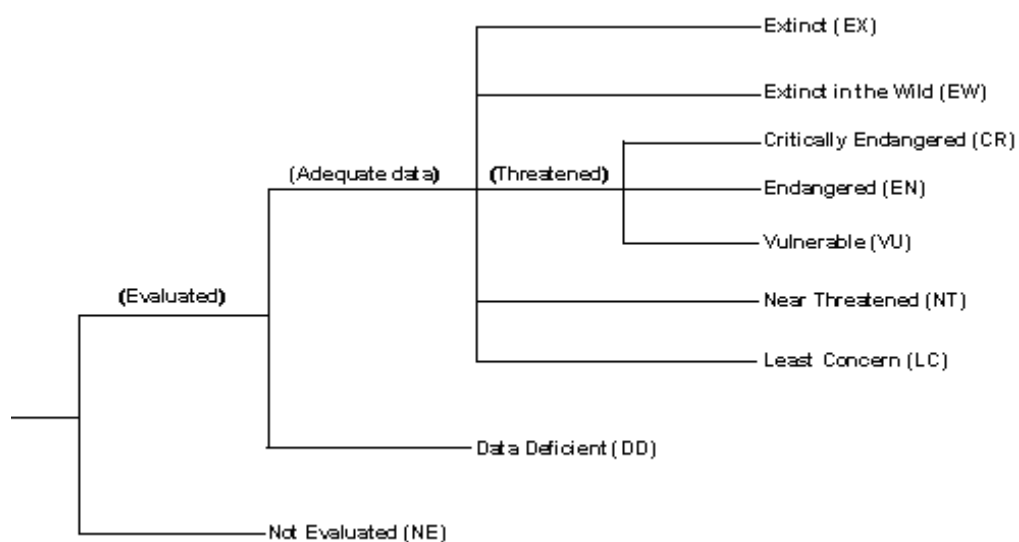 Extinct (EX)
Extinct in the Wild (EW)
Critically Endangered (CR)
(Adequate data) (Threatened) Endangered (EN)
Vulnerable (VU)
(Evaluated)
Near Threatened (NT)
Least Concern (LC)
Data Deficient (DD)
Not Evaluated (NE)